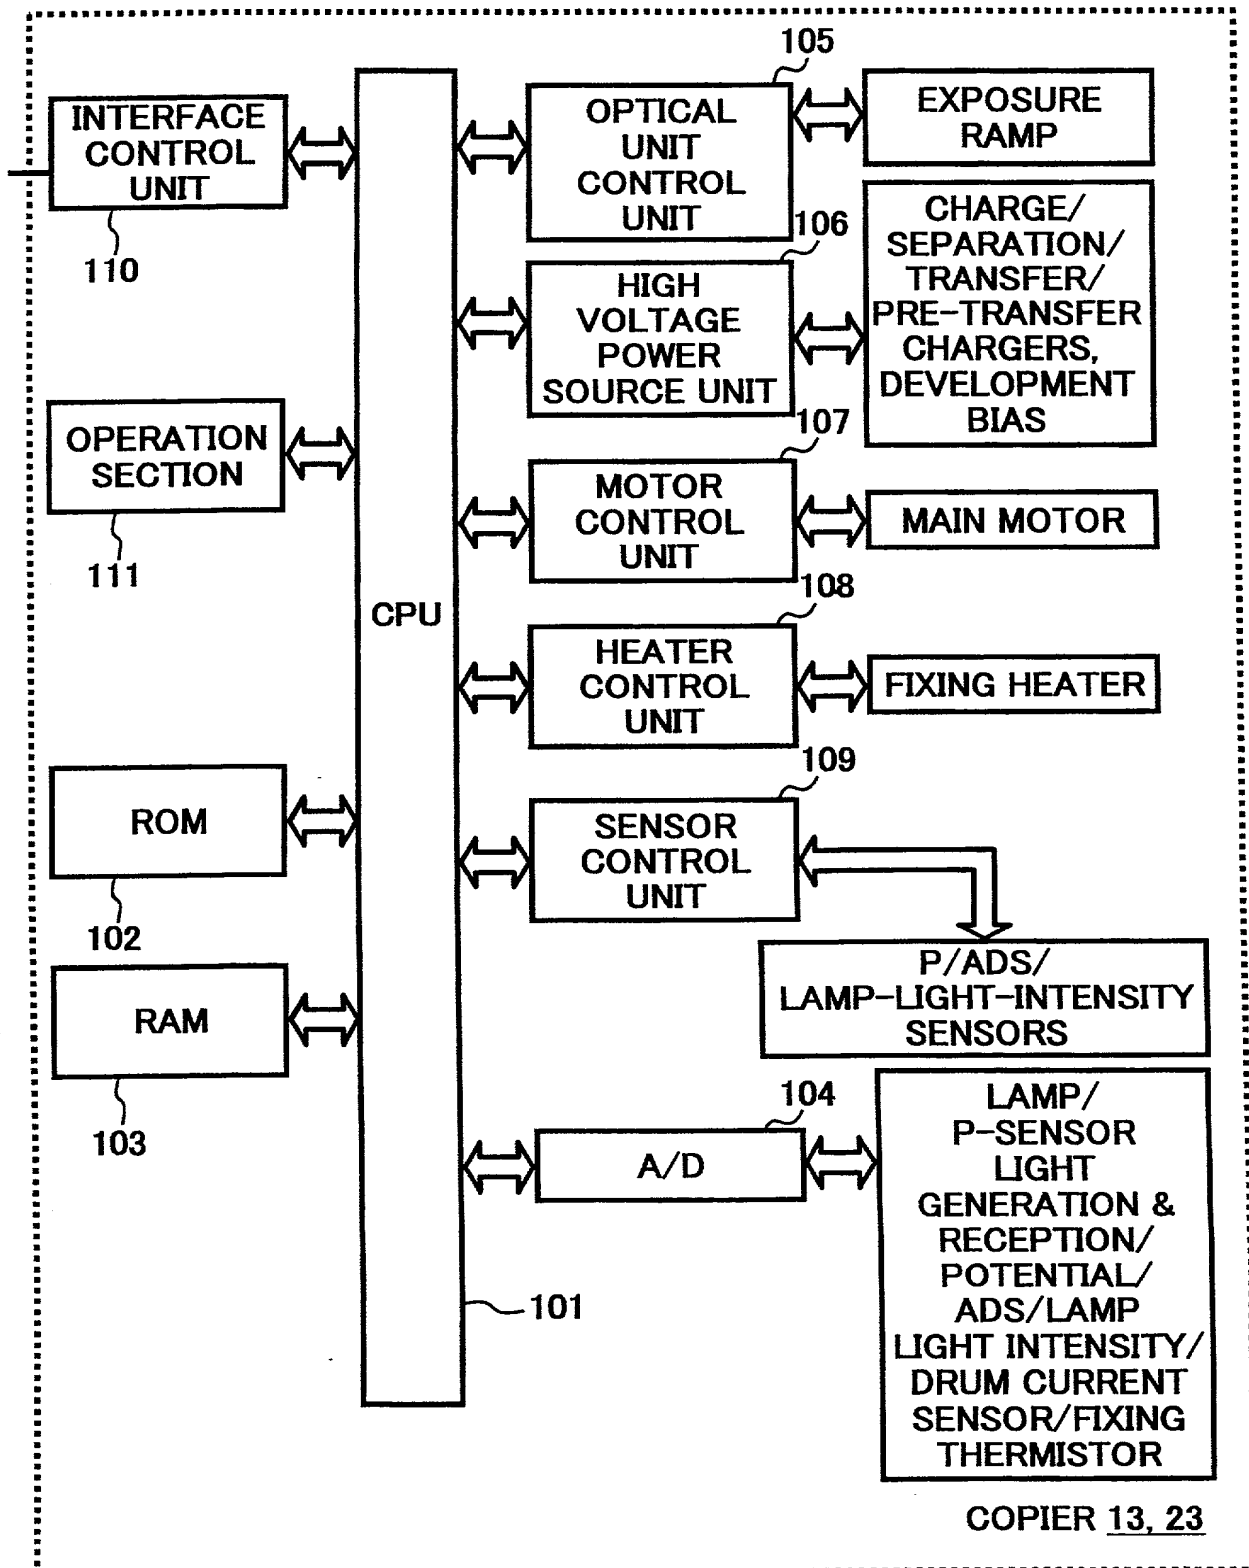 105
INTERFACE
CONTROL
UNIT
110
OPTICAL
UNIT
CONTROL
UNIT
EXPOSURE
RAMP
106
HIGH
VOLTAGE
POWER
SOURCE UNIT
CHARGE/
SEPARATION/
TRANSFER/
PRE-TRANSFER
CHARGERS,
DEVELOPMENT
BIAS
OPERATION
SECTION
111
107
MOTOR
CONTROL
UNIT
MAIN MOTOR
CPU
108
HEATER
CONTROL
UNIT
FIXING HEATER
ROM
102
109
SENSOR
CONTROL
UNIT
P/ADS/
LAMP-LIGHT-INTENSITY
SENSORS
RAM
103
104
A/D
LAMP/
P-SENSOR
LIGHT
GENERATION &
RECEPTION/
POTENTIAL/
ADS/LAMP
LIGHT INTENSITY/
DRUM CURRENT
SENSOR/FIXING
THERMISTOR
101
COPIER 13, 23